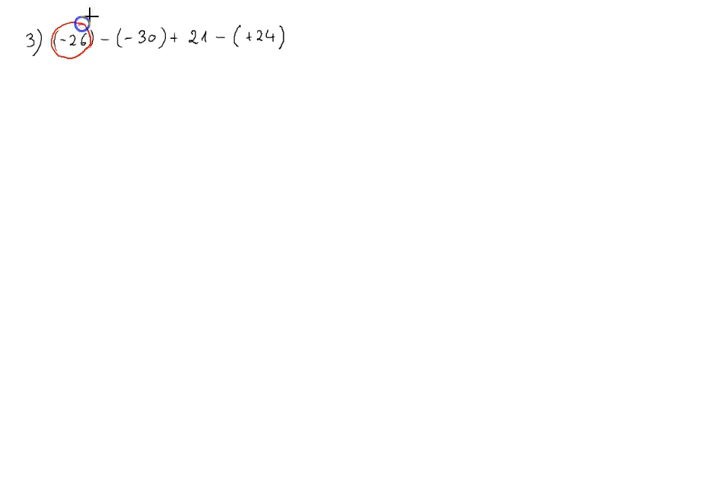 3) (-26) - (-30) + 21 - (+24)